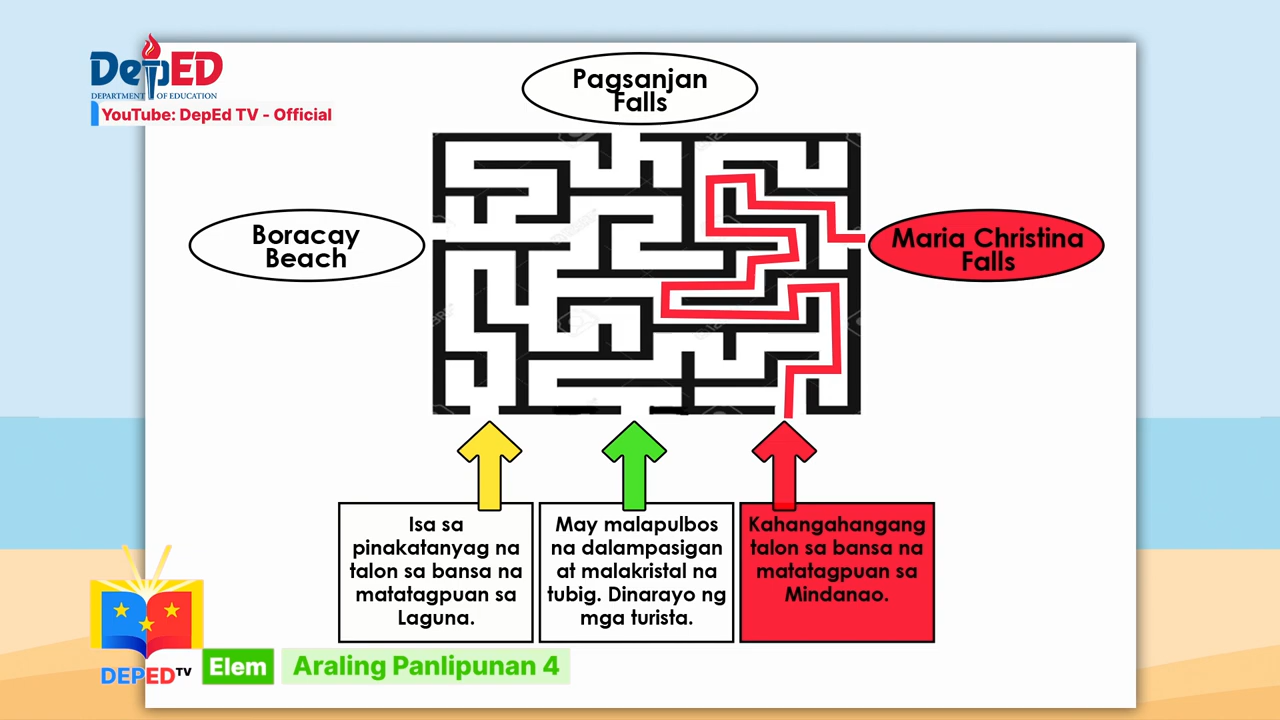 DepED
DEPARTMENT OF EDUCATION
YouTube: DepEd TV - Official
Pagsanjan
Falls
Boracay
Beach
Maria Christina
Falls
Isa sa
pinakatanyag na
talon sa bansa na
matatagpuan sa
Laguna.
May malapulbos
na dalampasigan
at malakristal na
tubig. Dinarayo ng
mga turista.
Kahangahangang
talon sa bansa na
matatagpuan sa
Mindanao.
DEPED TV
Elem
Araling Panlipunan 4